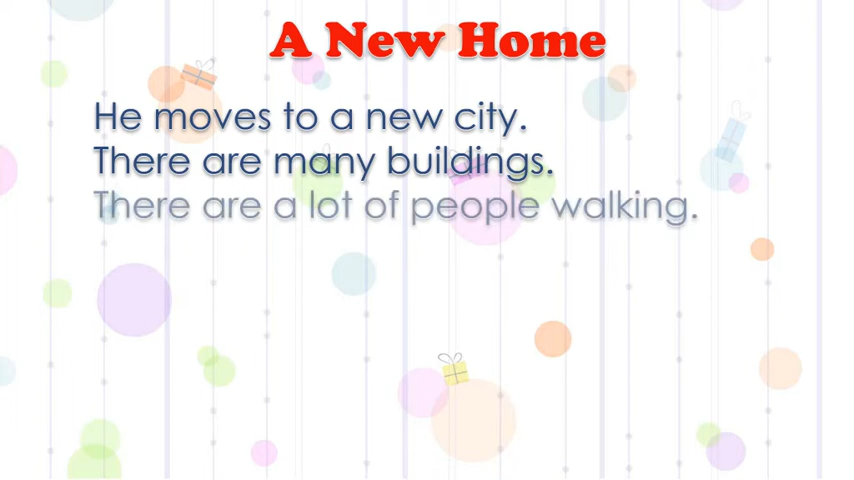 A New Home
He moves to a new city.
There are many buildings.
There are a lot of people walking.